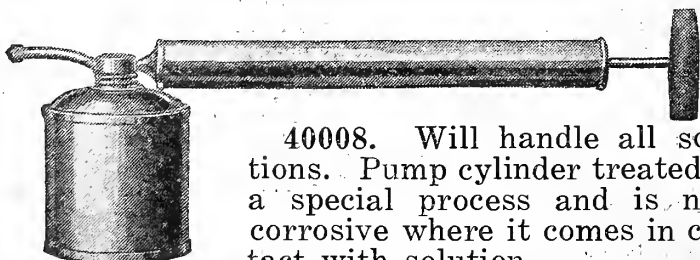 40008. Will handle all so
tions. Pump cylinder treated
a special process and is n
corrosive where it comes in c
tact with solution